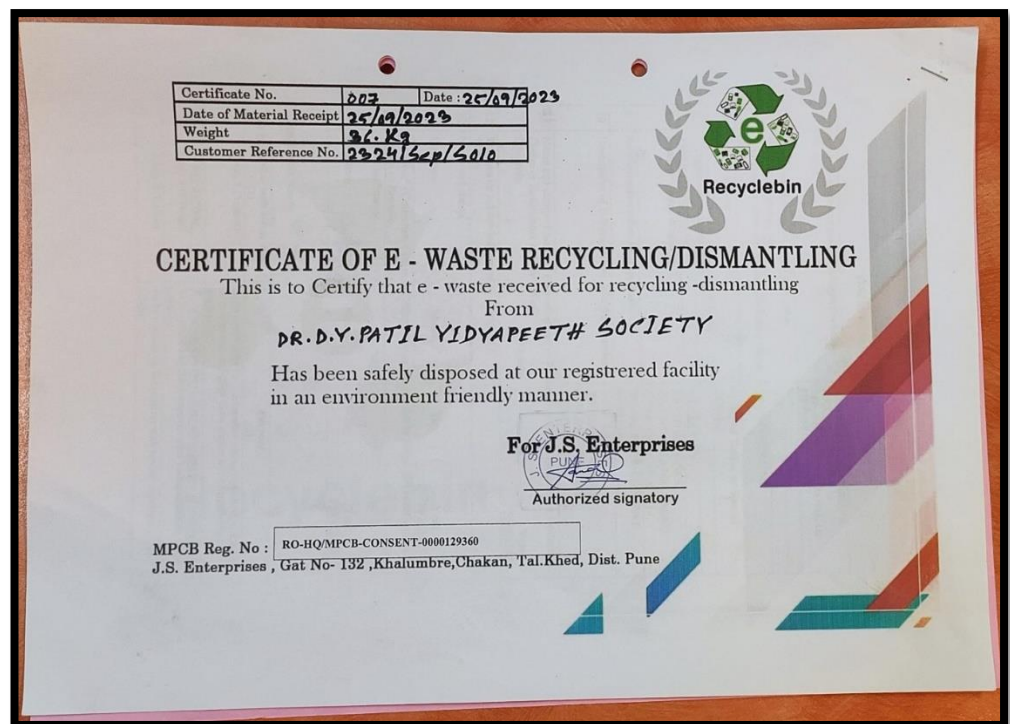 Certificate No. 007 Date : 25/09/2023
Date of Material Receipt 25/09/2023
Weight Kg
Customer Reference No. 2324/Sep/5010
e
Recyclebin
CERTIFICATE OF E - WASTE RECYCLING/DISMANTLING
This is to Certify that e - waste received for recycling -dismantling
From
DR.D.Y.PATIL VIDYAPEETH SOCIETY
Has been safely disposed at our registrered facility
in an environment friendly manner.
For J.S. Enterprises
PUNE
Authorized signatory
MPCB Reg. No : RO-HQ/MPCB-CONSENT-0000129360
J.S. Enterprises , Gat No- 132 ,Khalumbre,Chakan, Tal.Khed, Dist. Pune